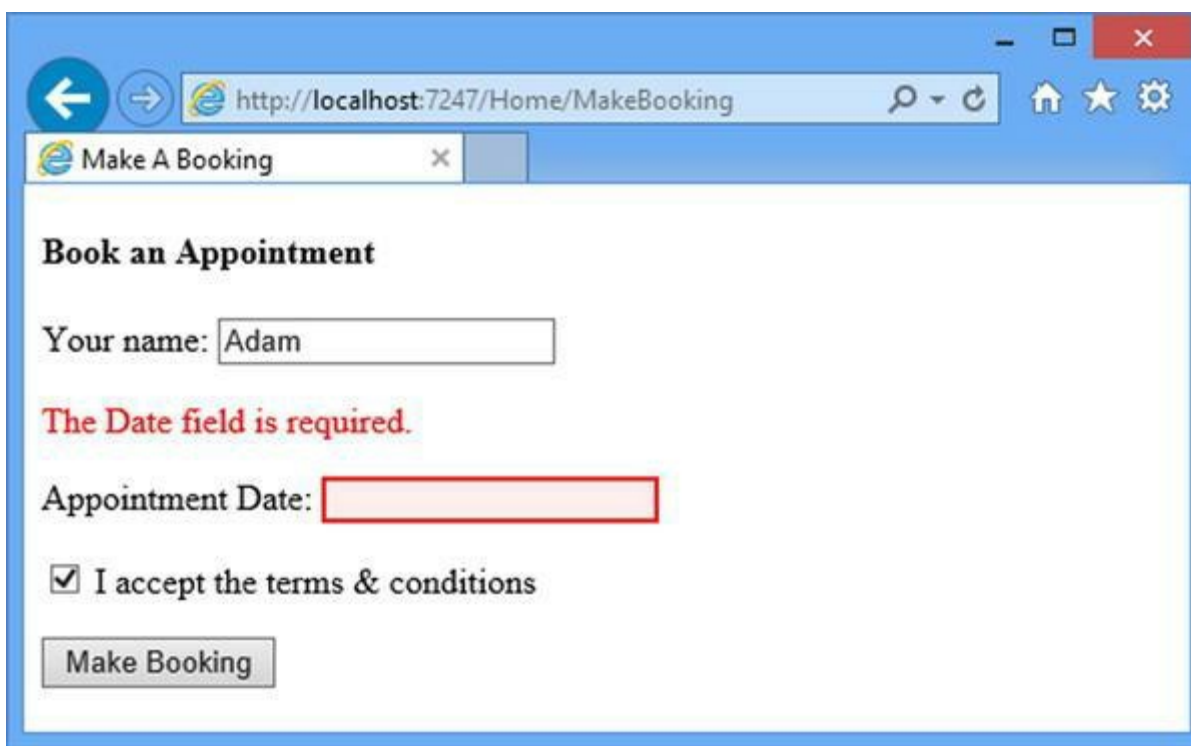 http://localhost:7247/Home/MakeBooking
Make A Booking
Book an Appointment
Your name: Adam
The Date field is required.
Appointment Date:
I accept the terms & conditions
Make Booking